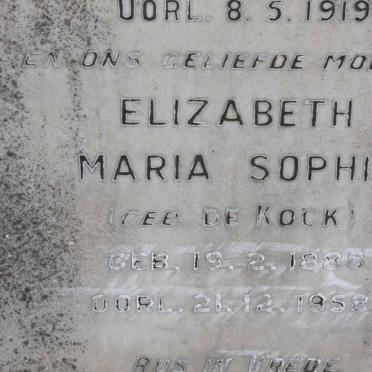 OORL. 8. 5. 1919
EN ONS GELIEFDE MOE
ELIZABETH
MARIA SOPHI
(GEB. DE KOCK)
GEB. 19. 2. 1885
OORL. 21. 12. 1958
RUS IN VREDE